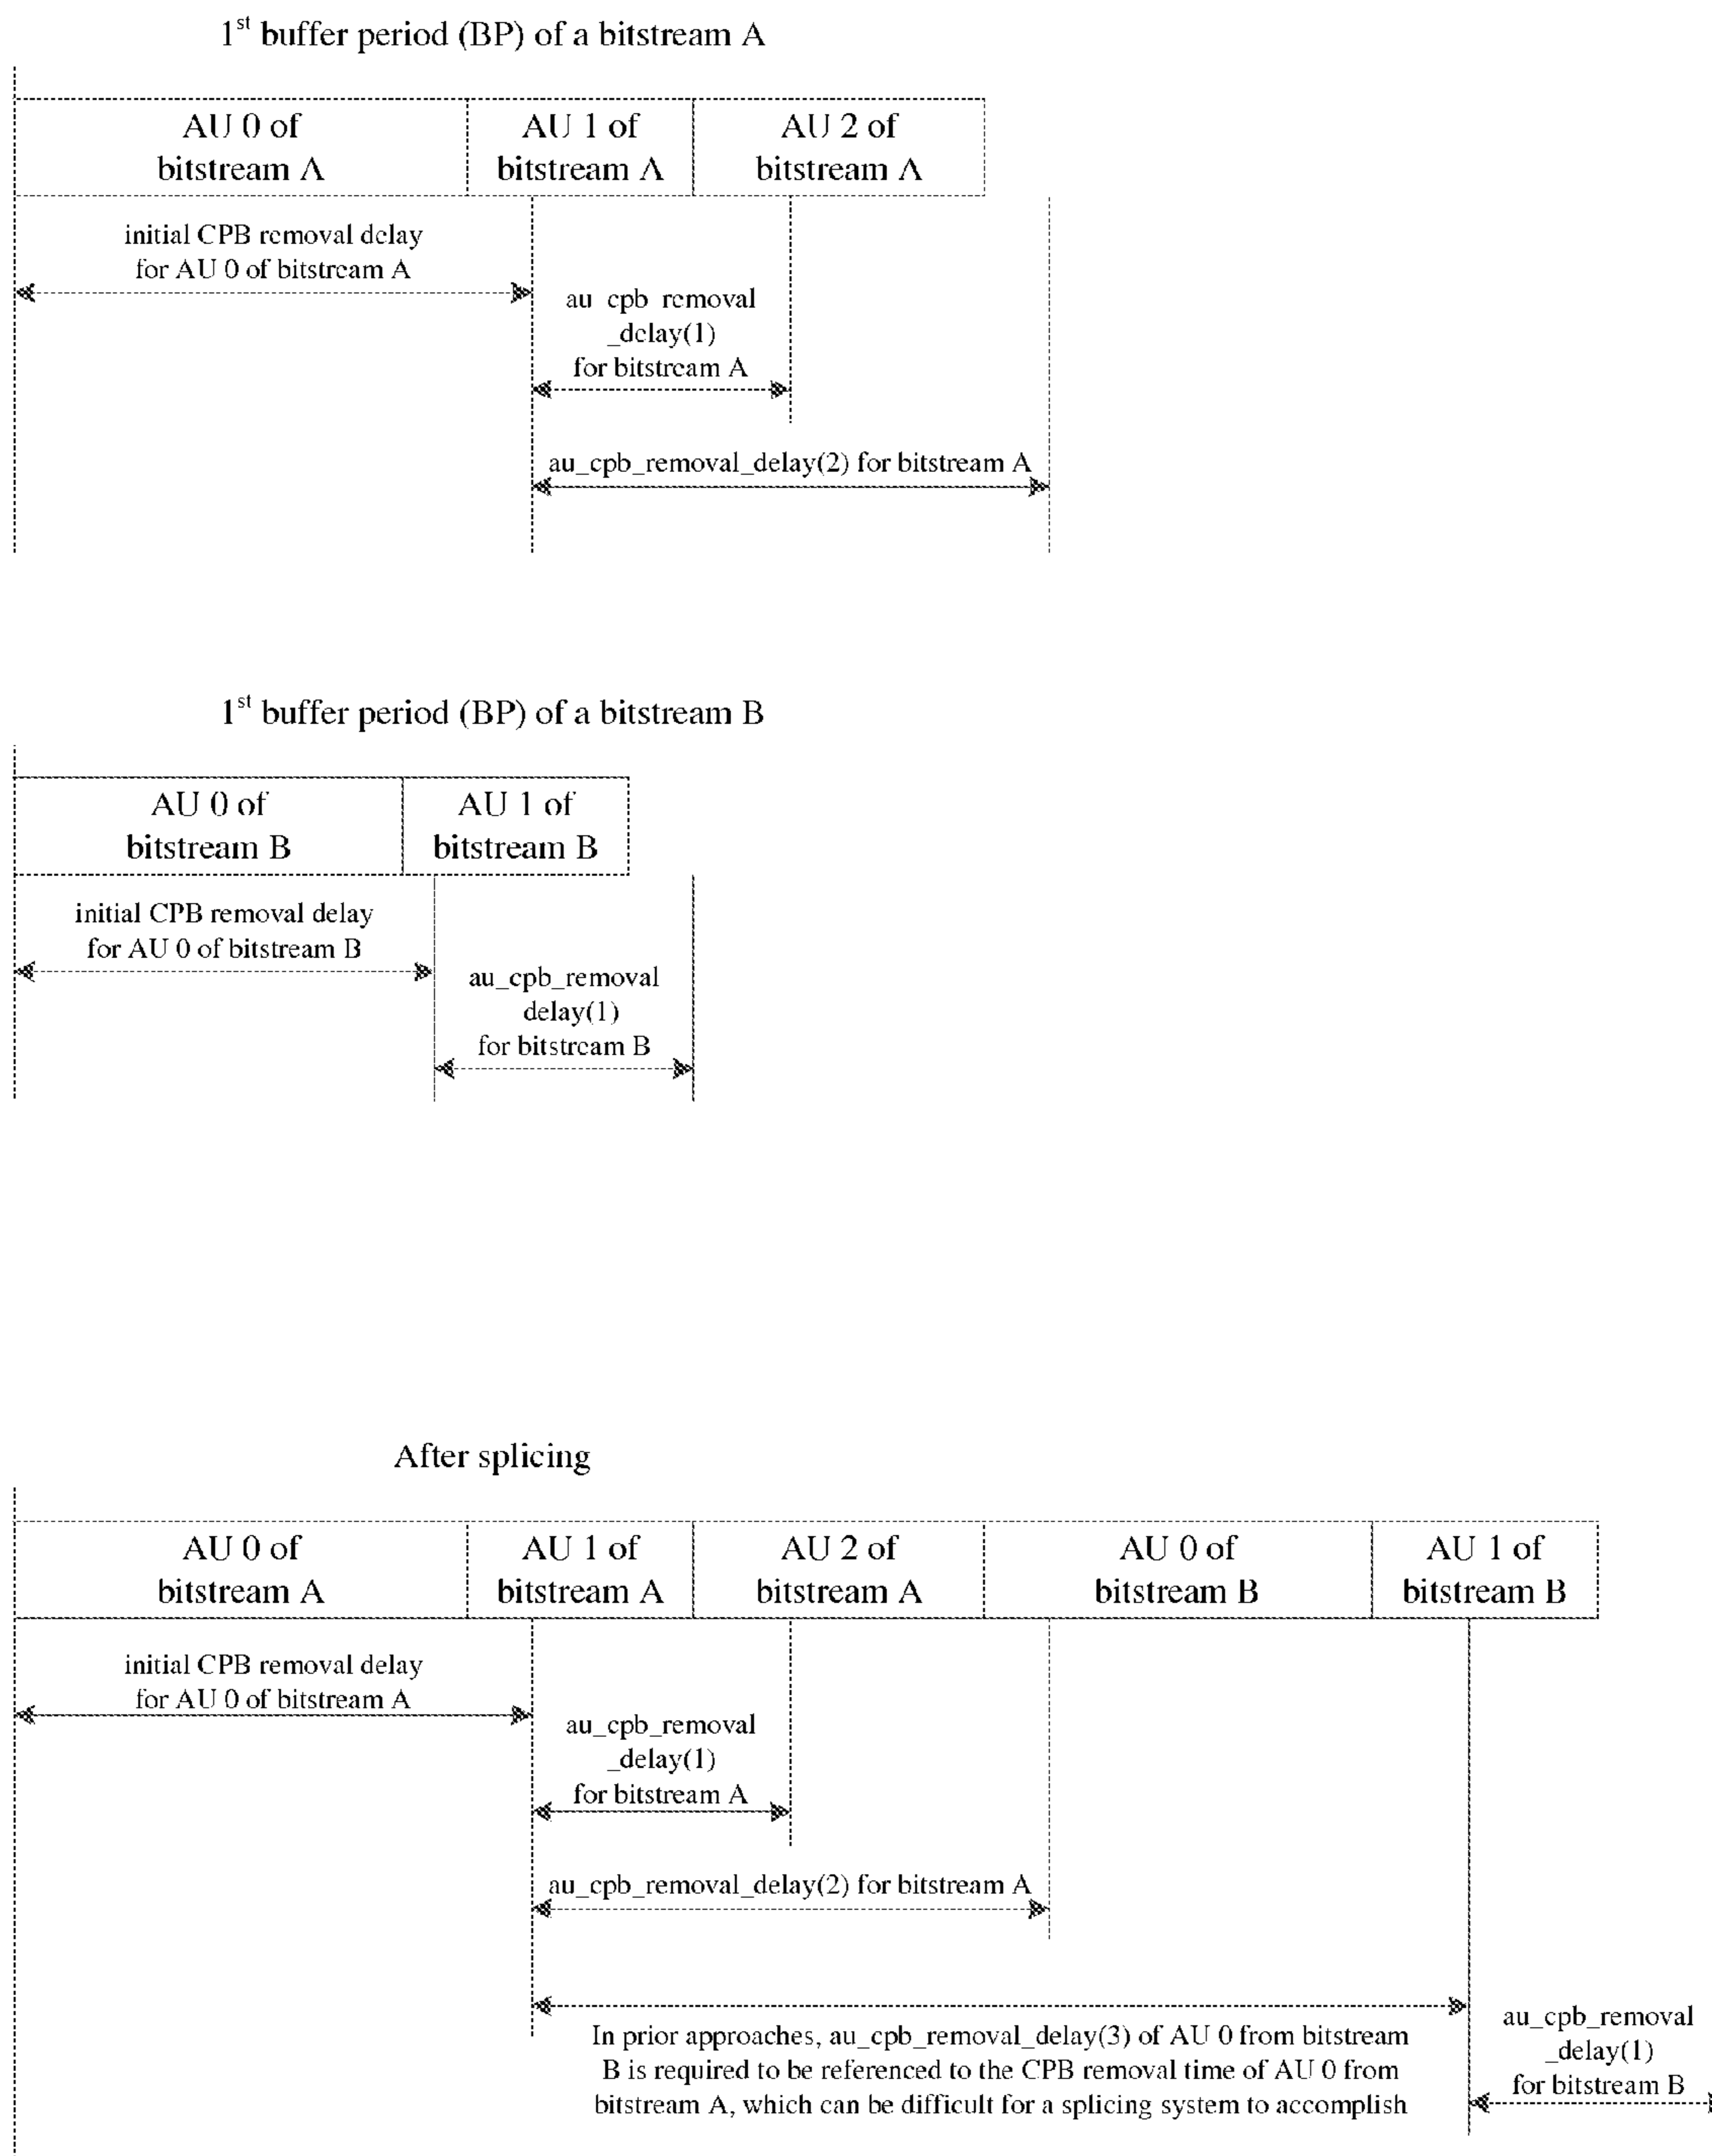 1st buffer period (BP) of a bitstream A
AU 0 of
bitstream A
AU 1 of
bitstream A
AU 2 of
bitstream A
initial CPB removal delay
for AU 0 of bitstream A
au_cpb_removal
_delay(1)
for bitstream A
au_cpb_removal_delay(2) for bitstream A
1st buffer period (BP) of a bitstream B
AU 0 of
bitstream B
AU 1 of
bitstream B
initial CPB removal delay
for AU 0 of bitstream B
au_cpb_removal
delay(1)
for bitstream B
After splicing
AU 0 of
bitstream A
AU 1 of
bitstream A
AU 2 of
bitstream A
AU 0 of
bitstream B
AU 1 of
bitstream B
initial CPB removal delay
for AU 0 of bitstream A
au_cpb_removal
_delay(1)
for bitstream A
au_cpb_removal_delay(2) for bitstream A
In prior approaches, au_cpb_removal_delay(3) of AU 0 from bitstream
B is required to be referenced to the CPB removal time of AU 0 from
bitstream A, which can be difficult for a splicing system to accomplish
au_cpb_removal
_delay(1)
for bitstream B